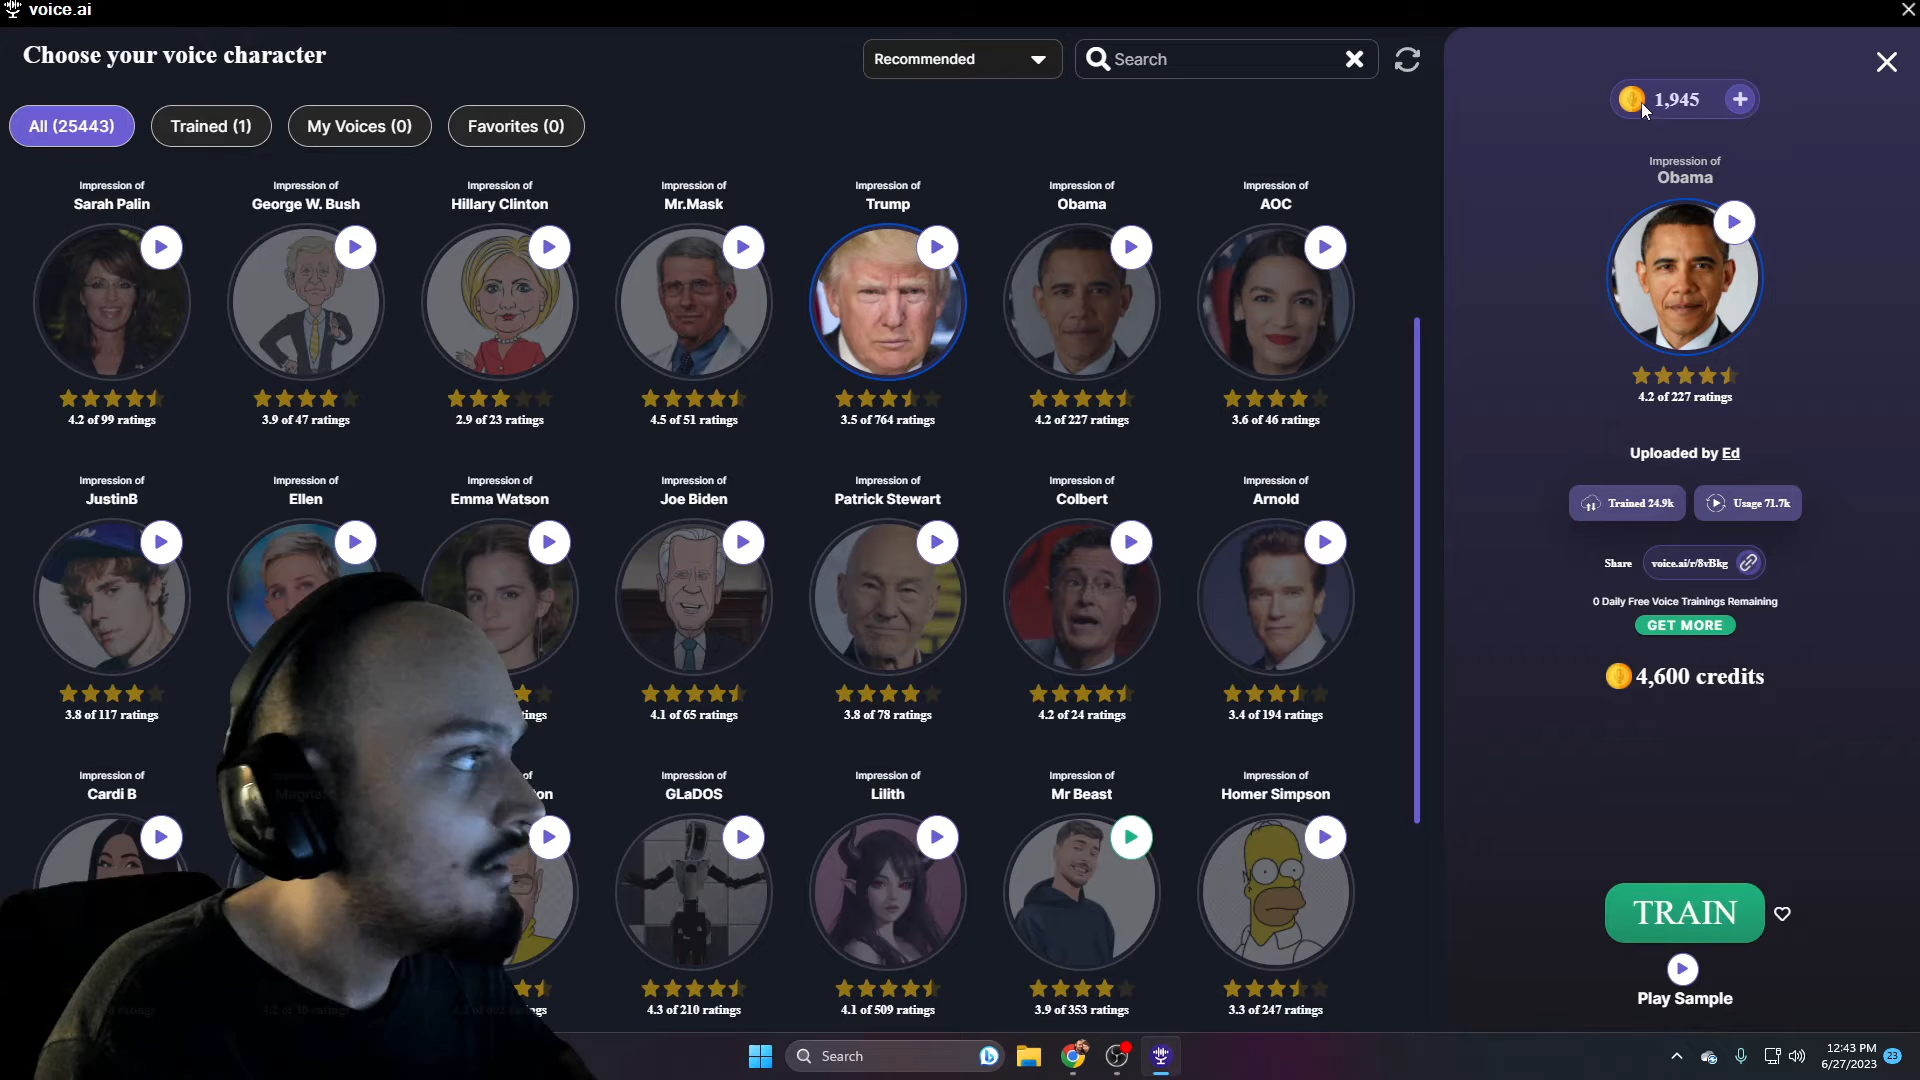 voice.ai
Choose your voice character
Recommended
Search
All (25443)
Trained (1)
My Voices (0)
Favorites (0)
Impression of
Sarah Palin
4.2 of 99 ratings
Impression of
George W. Bush
3.9 of 47 ratings
Impression of
Hillary Clinton
2.9 of 23 ratings
Impression of
Mr.Mask
4.5 of 51 ratings
Impression of
Trump
3.5 of 764 ratings
Impression of
Obama
4.2 of 227 ratings
Impression of
AOC
3.6 of 46 ratings
Impression of
JustinB
3.8 of 117 ratings
Impression of
Ellen
Impression of
Emma Watson
ings
Impression of
Joe Biden
4.1 of 65 ratings
Impression of
Patrick Stewart
3.8 of 78 ratings
Impression of
Colbert
4.2 of 24 ratings
Impression of
Arnold
3.4 of 194 ratings
Impression of
Cardi B
of
on
ngs
Impression of
GLaDOS
4.3 of 210 ratings
Impression of
Lilith
4.1 of 509 ratings
Impression of
Mr Beast
3.9 of 353 ratings
Impression of
Homer Simpson
3.3 of 247 ratings
1,945
Impression of
Obama
4.2 of 227 ratings
Uploaded by Ed
Trained 24.9k
Usage 71.7k
Share
voice.ai/r/8vBkg
0 Daily Free Voice Trainings Remaining
GET MORE
4,600 credits
TRAIN
Play Sample
Search
12:43 PM
6/27/2023
23